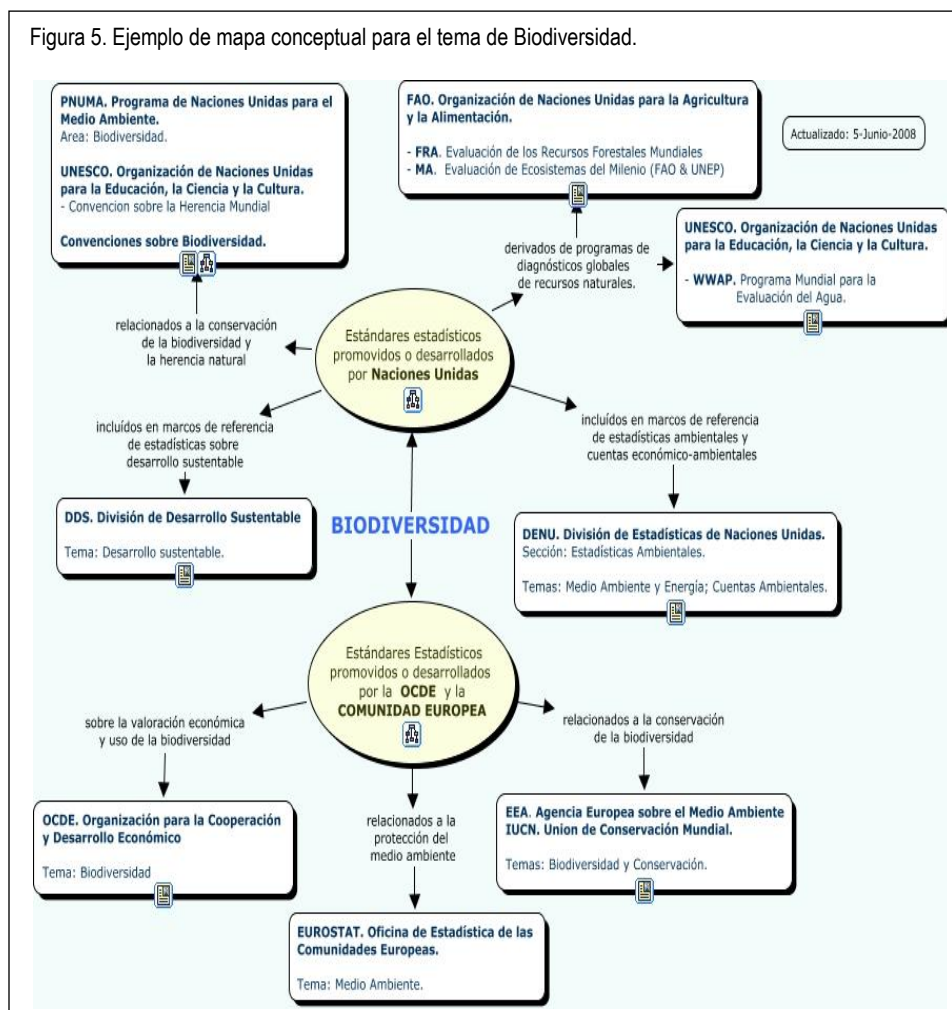 Figura 5. Ejemplo de mapa conceptual para el tema de Biodiversidad.
PNUMA. Programa de Naciones Unidas para el
Medio Ambiente.
Area: Biodiversidad.
UNESCO. Organización de Naciones Unidas
para la Educación, la Ciencia y la Cultura.
- Convencion sobre la Herencia Mundial
Convenciones sobre Biodiversidad.
FAO. Organización de Naciones Unidas para la Agricultura
y la Alimentación.
- FRA. Evaluación de los Recursos Forestales Mundiales
- MA. Evaluación de Ecosistemas del Milenio (FAO & UNEP)
Actualizado: 5-Junio-2008
UNESCO. Organización de Naciones Unidas
para la Educación, la Ciencia y la Cultura.
- WWAP. Programa Mundial para la
Evaluación del Agua.
derivados de programas de
diagnósticos globales
de recursos naturales.
relacionados a la conservación
de la biodiversidad y
la herencia natural
Estándares estadísticos
promovidos o desarrollados
por Naciones Unidas
incluídos en marcos de referencia
de estadísticas sobre
desarrollo sustentable
incluídos en marcos de referencia
de estadísticas ambientales y
cuentas económico-ambientales
DDS. División de Desarrollo Sustentable
Tema: Desarrollo sustentable.
BIODIVERSIDAD
DENU. División de Estadísticas de Naciones Unidas.
Sección: Estadísticas Ambientales.
Temas: Medio Ambiente y Energía; Cuentas Ambientales.
Estándares Estadísticos
promovidos o desarrollados
por la OCDE y la
COMUNIDAD EUROPEA
sobre la valoración económica
y uso de la biodiversidad
relacionados a la conservación
de la biodiversidad
OCDE. Organización para la Cooperación
y Desarrollo Económico
Tema: Biodiversidad
relacionados a la
protección del
medio ambiente
EEA. Agencia Europea sobre el Medio Ambiente
IUCN. Union de Conservación Mundial.
Temas: Biodiversidad y Conservación.
EUROSTAT. Oficina de Estadística de las
Comunidades Europeas.
Tema: Medio Ambiente.